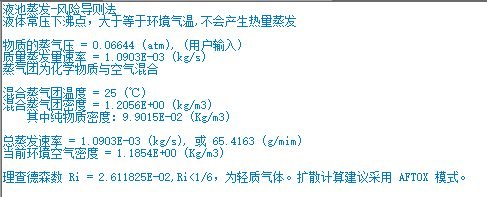 液池蒸发-风险导则法
液体常压下沸点，大于等于环境气温,不会产生热量蒸发
物质的蒸气压 = 0.06644 (atm), (用户输入)
质量蒸发量速率 = 1.0903E-03 (kg/s)
蒸气团为化学物质与空气混合
混合蒸气团温度 = 25 (℃)
混合蒸气团密度 = 1.2056E+00 (kg/m3)
其中纯物质密度: 9.9015E-02 (Kg/m3)
总蒸发速率 = 1.0903E-03 (kg/s), 或 65.4163 (g/mim)
当前环境空气密度 = 1.1854E+00 (Kg/m3)
理查德森数 Ri = 2.611825E-02,Ri<1/6，为轻质气体。扩散计算建议采用 AFTOX 模式。